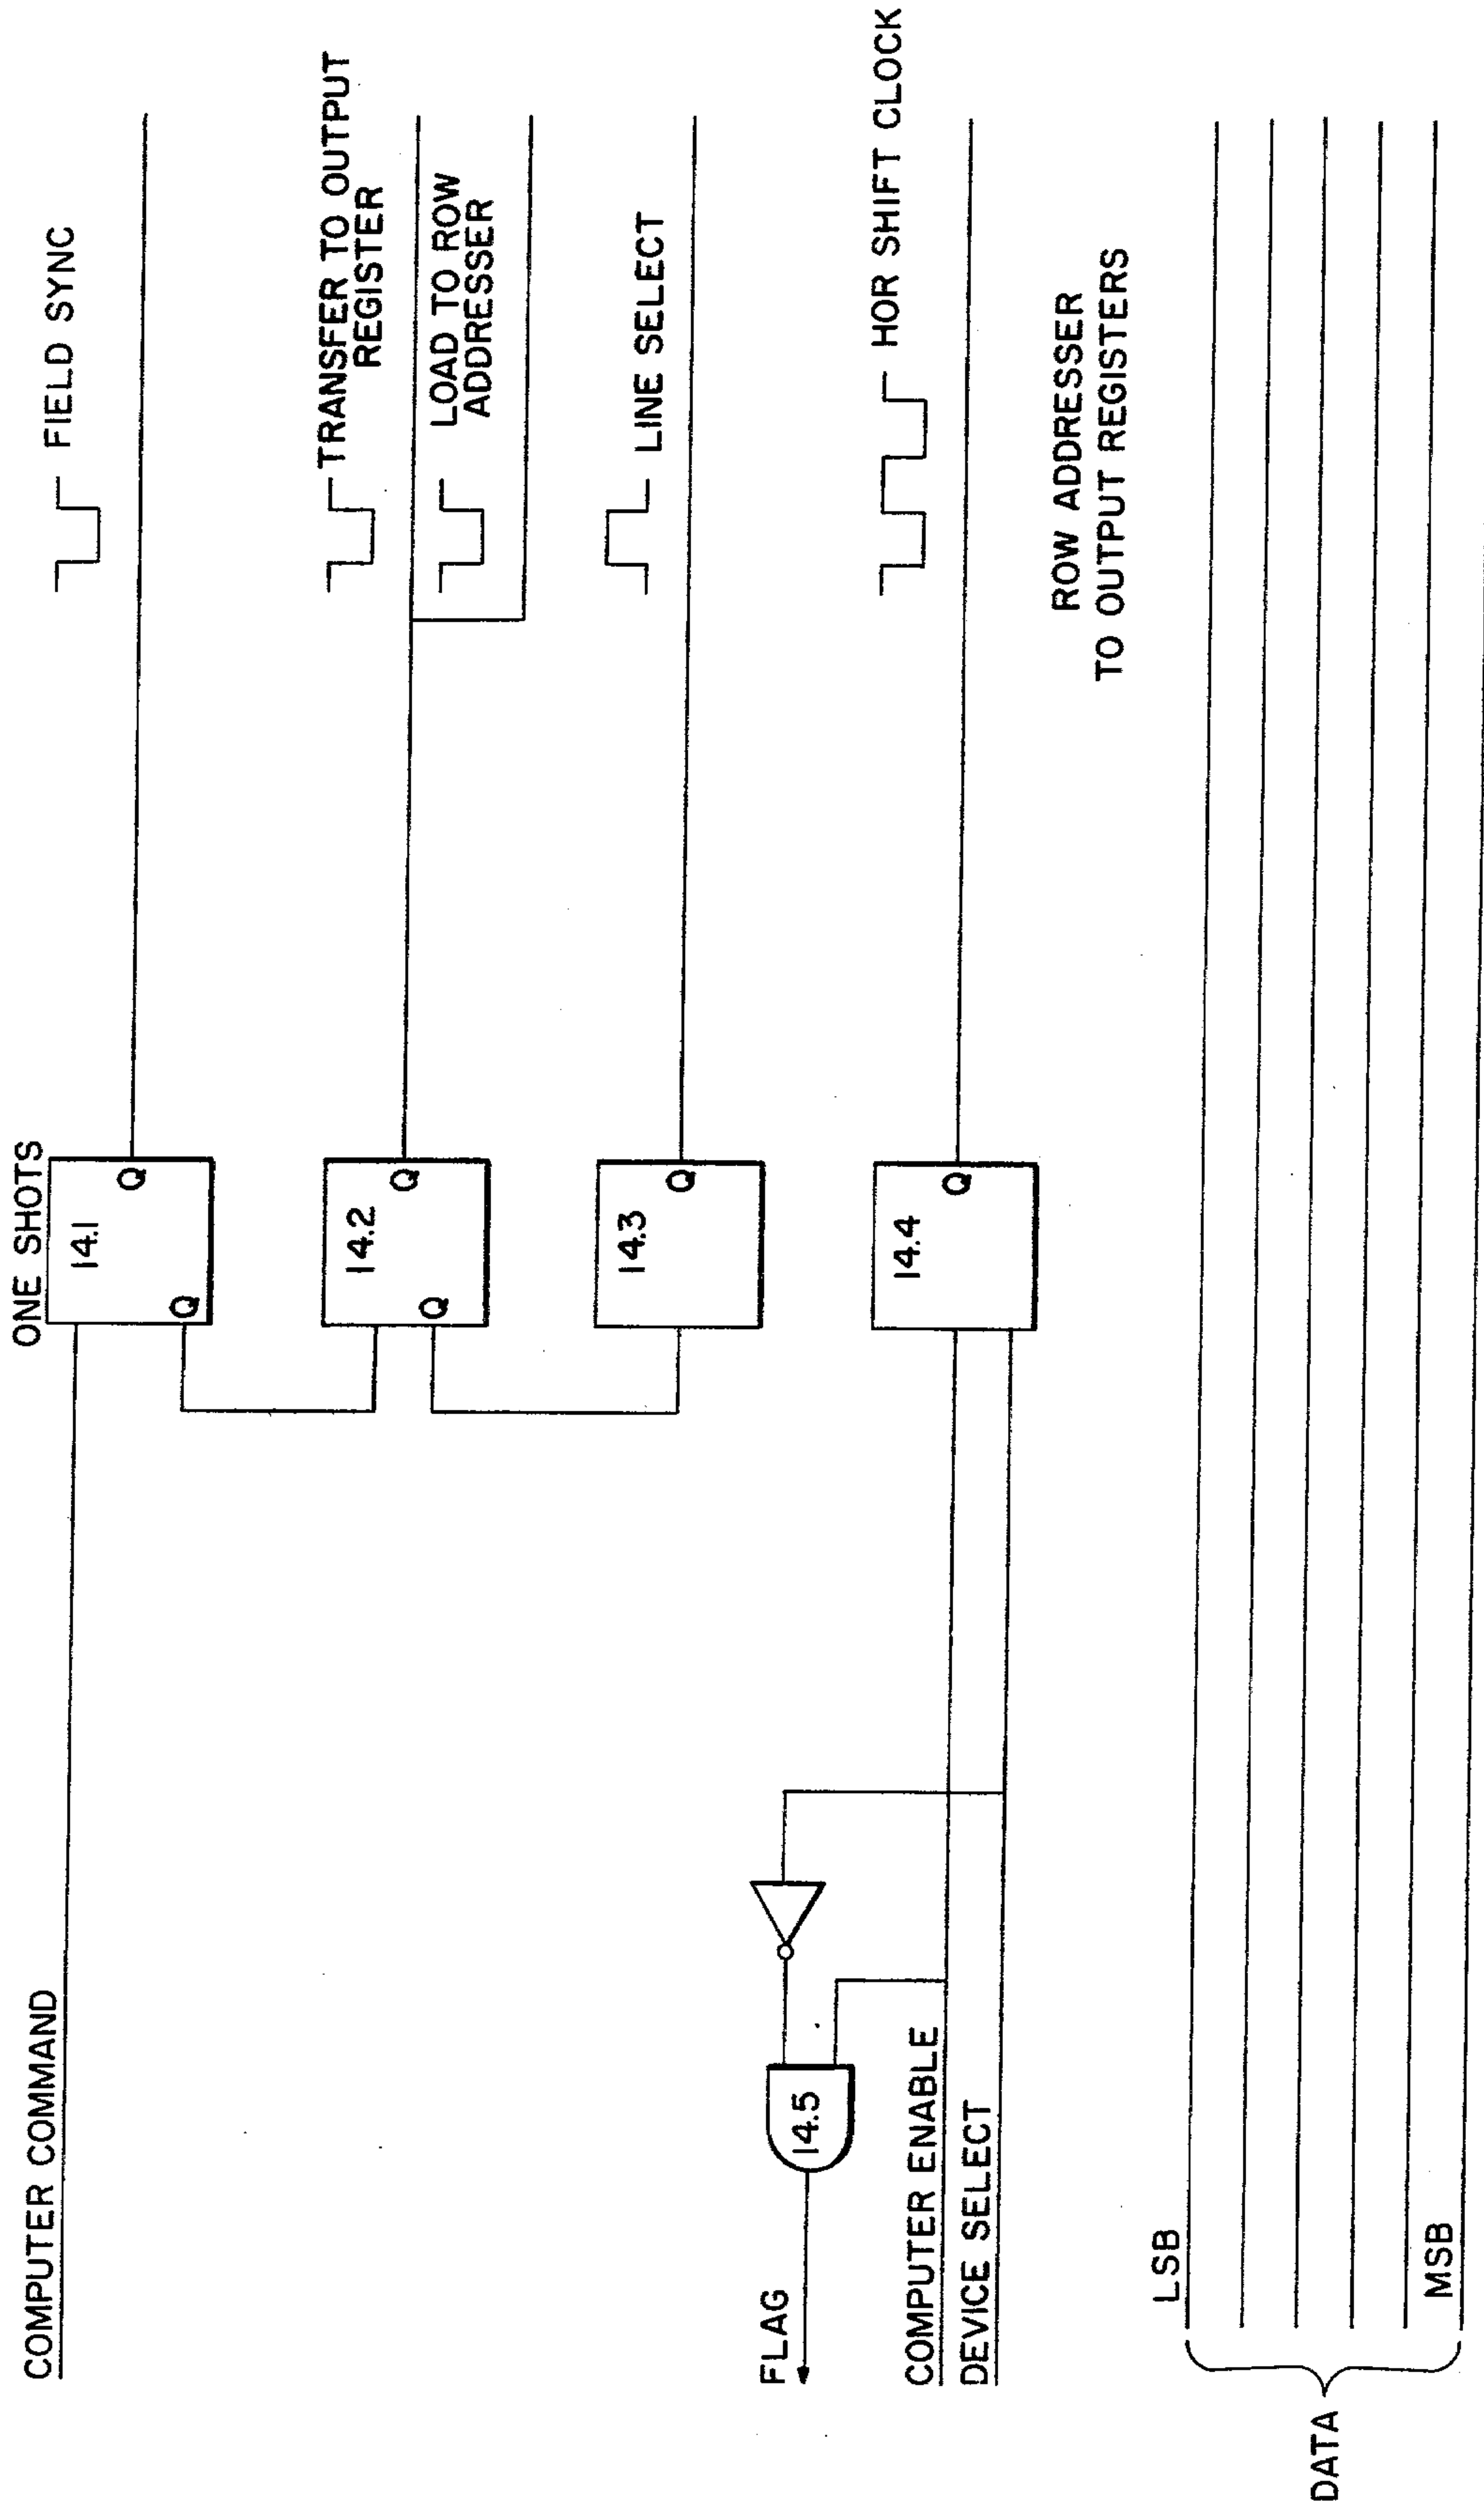 ONE SHOTS
COMPUTER COMMAND
14.1
Q
Q
FIELD SYNC
14.2
Q
Q
TRANSFER TO OUTPUT
REGISTER
LOAD TO ROW
ADDRESSER
14.3
Q
LINE SELECT
FLAG
14.5
COMPUTER ENABLE
DEVICE SELECT
14.4
Q
HOR SHIFT CLOCK
ROW ADDRESSER
TO OUTPUT REGISTERS
LSB
DATA
MSB